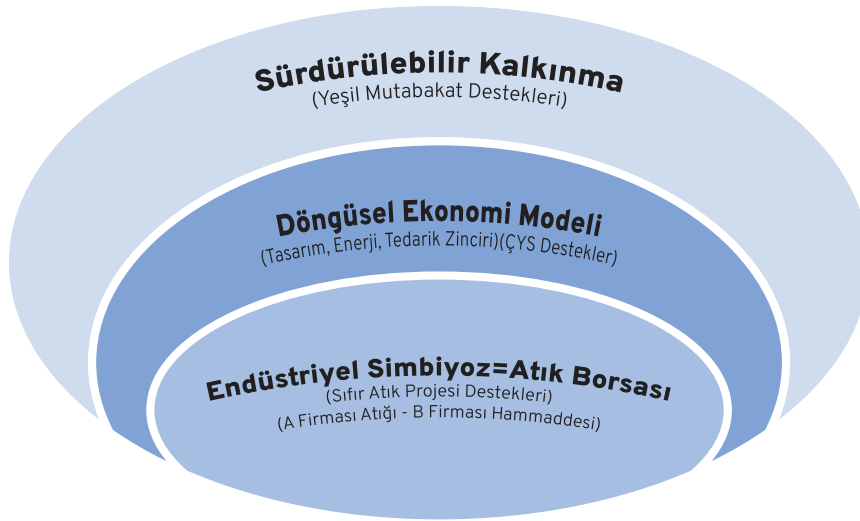 Sürdürülebilir Kalkınma
(Yeşil Mutabakat Destekleri)
Döngüsel Ekonomi Modeli
(Tasarım, Enerji, Tedarik Zinciri)(ÇYS Destekler)
Endüstriyel Simbiyoz=Atık Borsası
(Sıfır Atık Projesi Destekleri)
(A Firması Atığı - B Firması Hammaddesi)